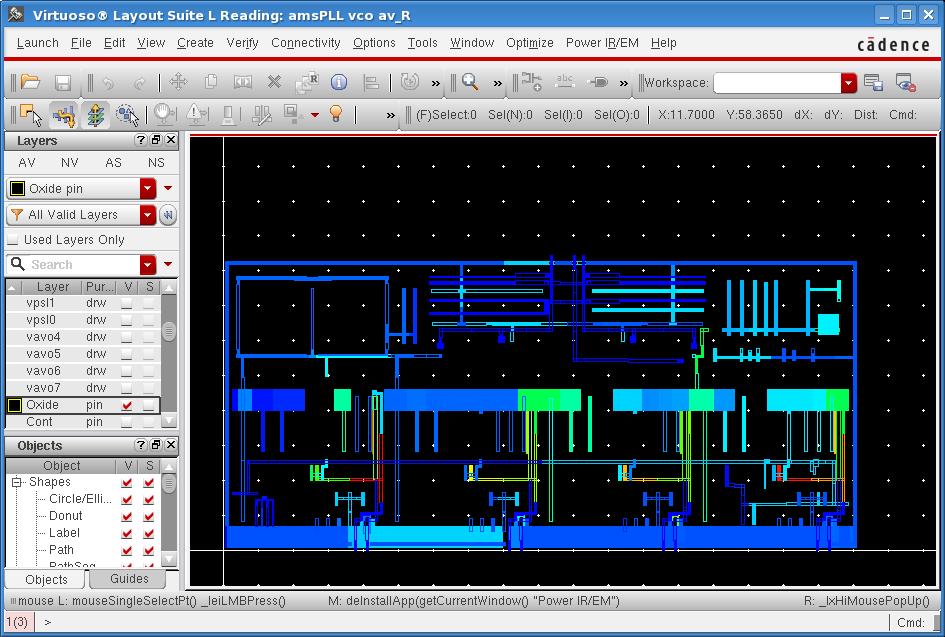 Virtuoso® Layout Suite L Reading: amsPLL vco av_R
Launch File Edit View Create Verify Connectivity Options Tools Window Optimize Power IR/EM Help
cādence
abc
Workspace:
(F)Select:0 Sel(N):0 Sel(I):0 Sel(O):0 X:11.7000 Y:58.3650 dX: dY: Dist: Cmd:
Layers
AV NV AS NS
Oxide pin
All Valid Layers
Used Layers Only
Search
Layer Pur... V S
vpsl1 drw
vpsl0 drw
vavo4 drw
vavo5 drw
vavo6 drw
vavo7 drw
Oxide pin
Cont pin
Objects
Object V S
Shapes
Circle/Elli...
Donut
Label
Path
PathSeg
Objects Guides
mouse L: mouseSingleSelectPt() _leiLMBPress() M: deInstallApp(getCurrentWindow() "Power IR/EM") R: _lxHiMousePopUp()
1(3) > Cmd: